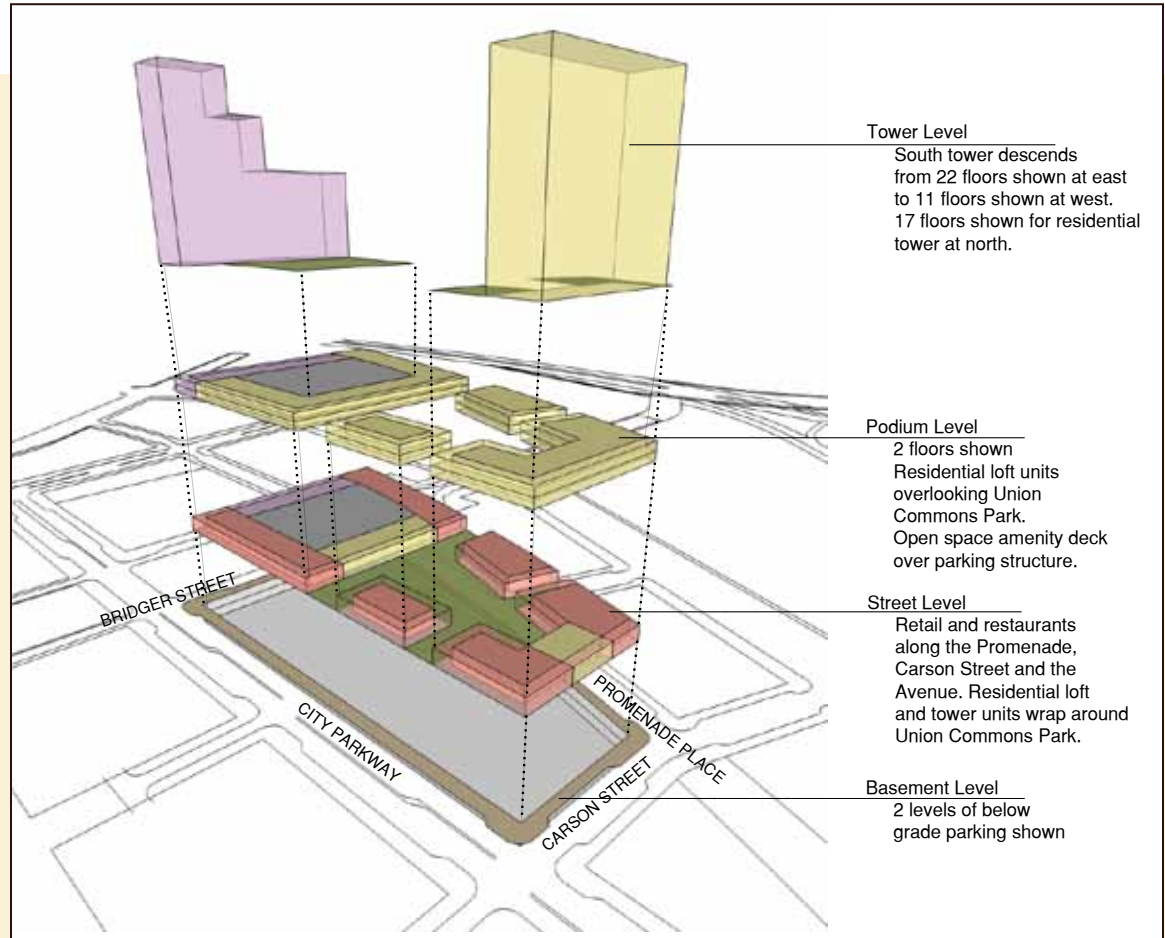 Tower Level
South tower descends
from 22 floors shown at east
to 11 floors shown at west.
17 floors shown for residential
tower at north.
Podium Level
2 floors shown
Residential loft units
overlooking Union
Commons Park.
Open space amenity deck
over parking structure.
Street Level
Retail and restaurants
along the Promenade,
Carson Street and the
Avenue. Residential loft
and tower units wrap around
Union Commons Park.
Basement Level
2 levels of below
grade parking shown
BRIDGER STREET
CITY PARKWAY
PROMENADE PLACE
CARSON STREET